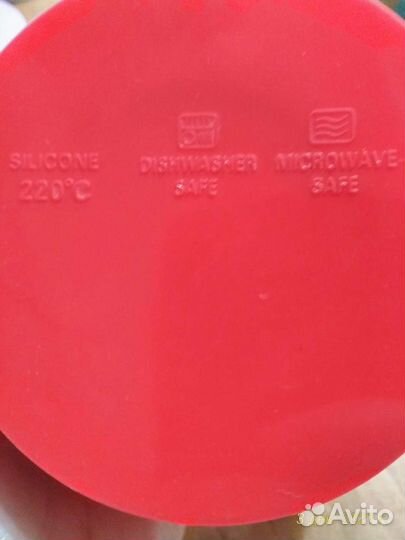 SILICONE
220°C
DISHWASHER
SAFE
MICROWAVE
SAFE
Avito